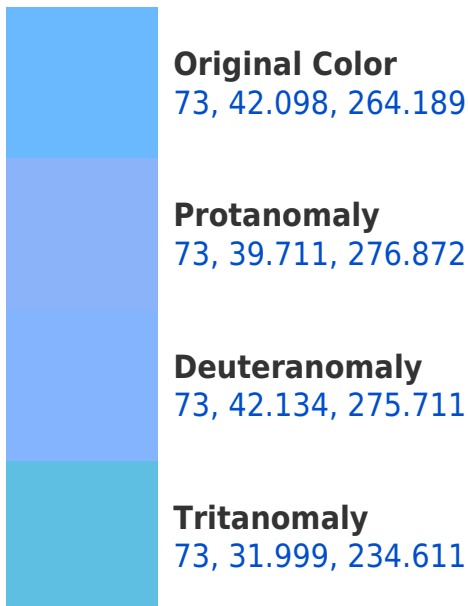 Original Color
73, 42.098, 264.189
Protanomaly
73, 39.711, 276.872
Deuteranomaly
73, 42.134, 275.711
Tritanomaly
73, 31.999, 234.611